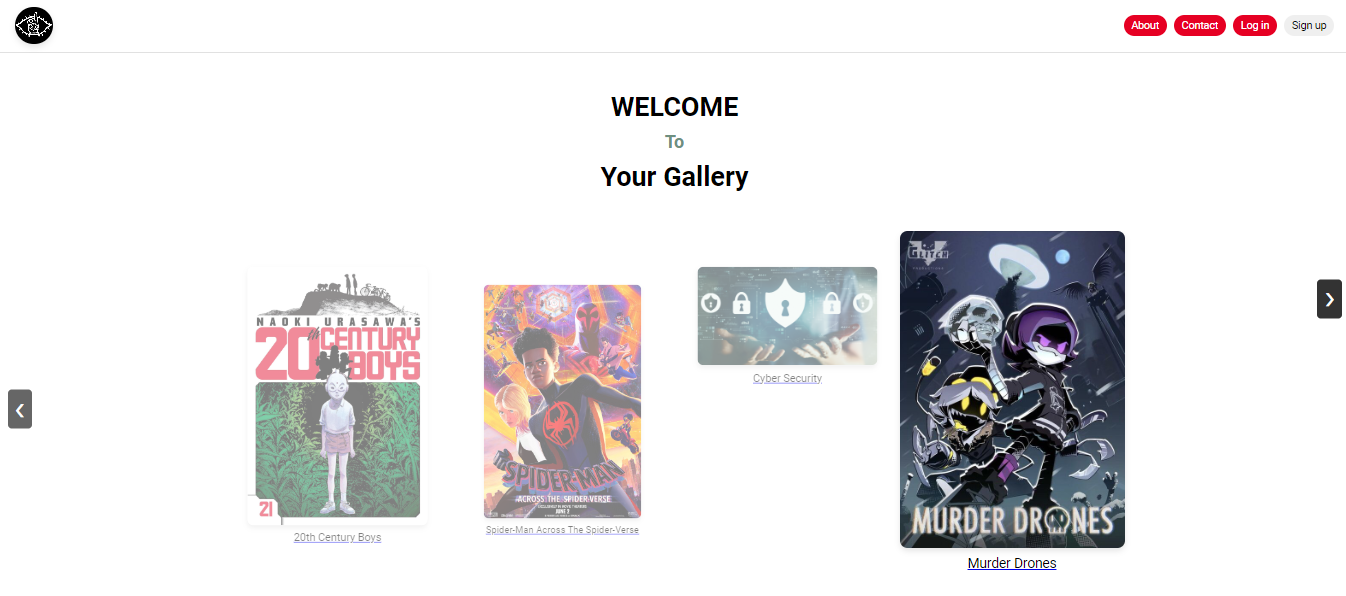 About
Contact
Log in
Sign up
WELCOME
To
Your Gallery
NAOKI URASAWA'S
20th CENTURY
BOYS
21
20th Century Boys
SPIDER-MAN
ACROSS THE SPIDER-VERSE
Spider-Man Across The Spider-Verse
Cyber Security
GLITCH
PRODUCTIONS
MURDER DRONES
Murder Drones